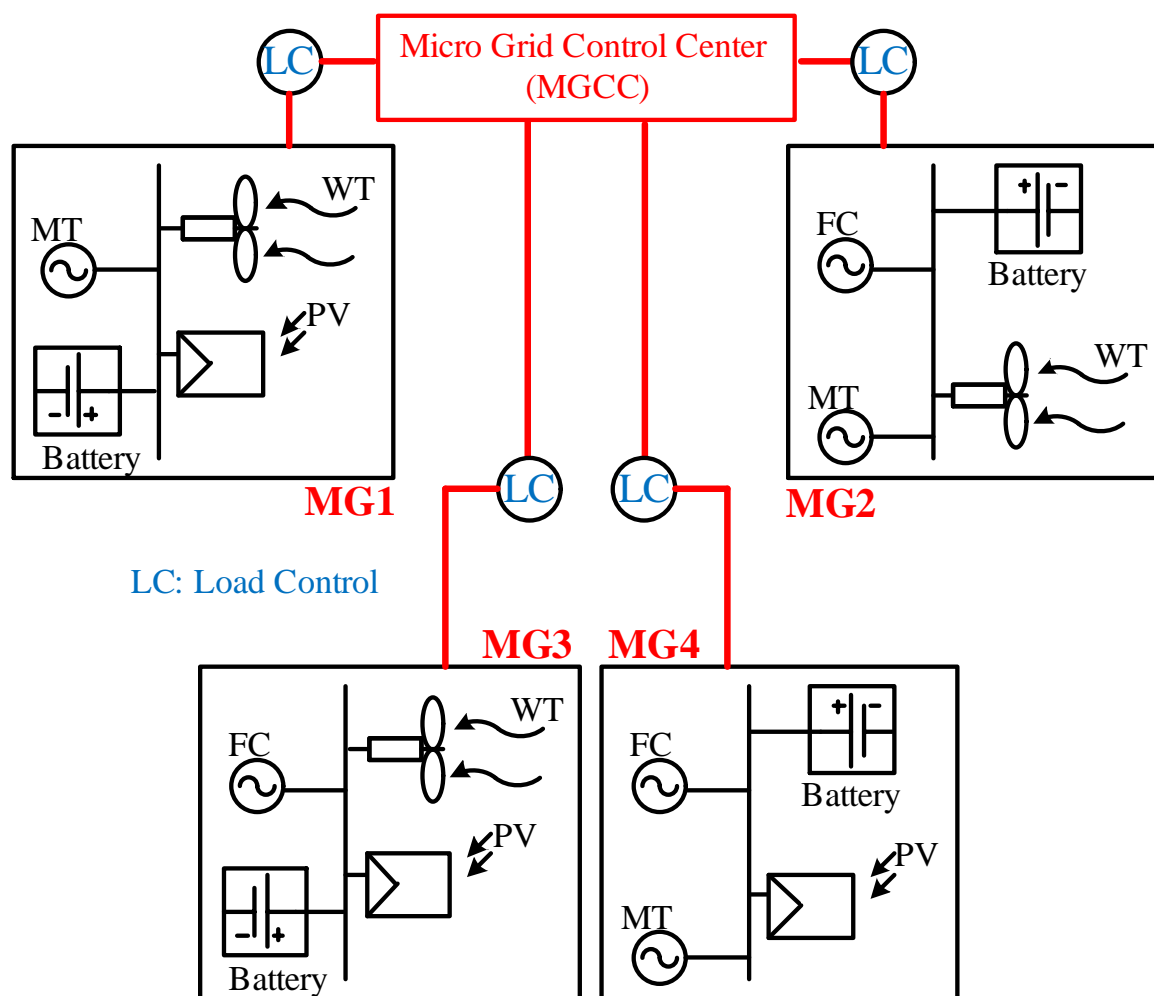 LC
Micro Grid Control Center
(MGCC)
LC
MT
WT
PV
Battery
MG1
FC
Battery
WT
MT
MG2
LC
LC
LC: Load Control
MG3
FC
WT
PV
Battery
MG4
FC
Battery
PV
MT